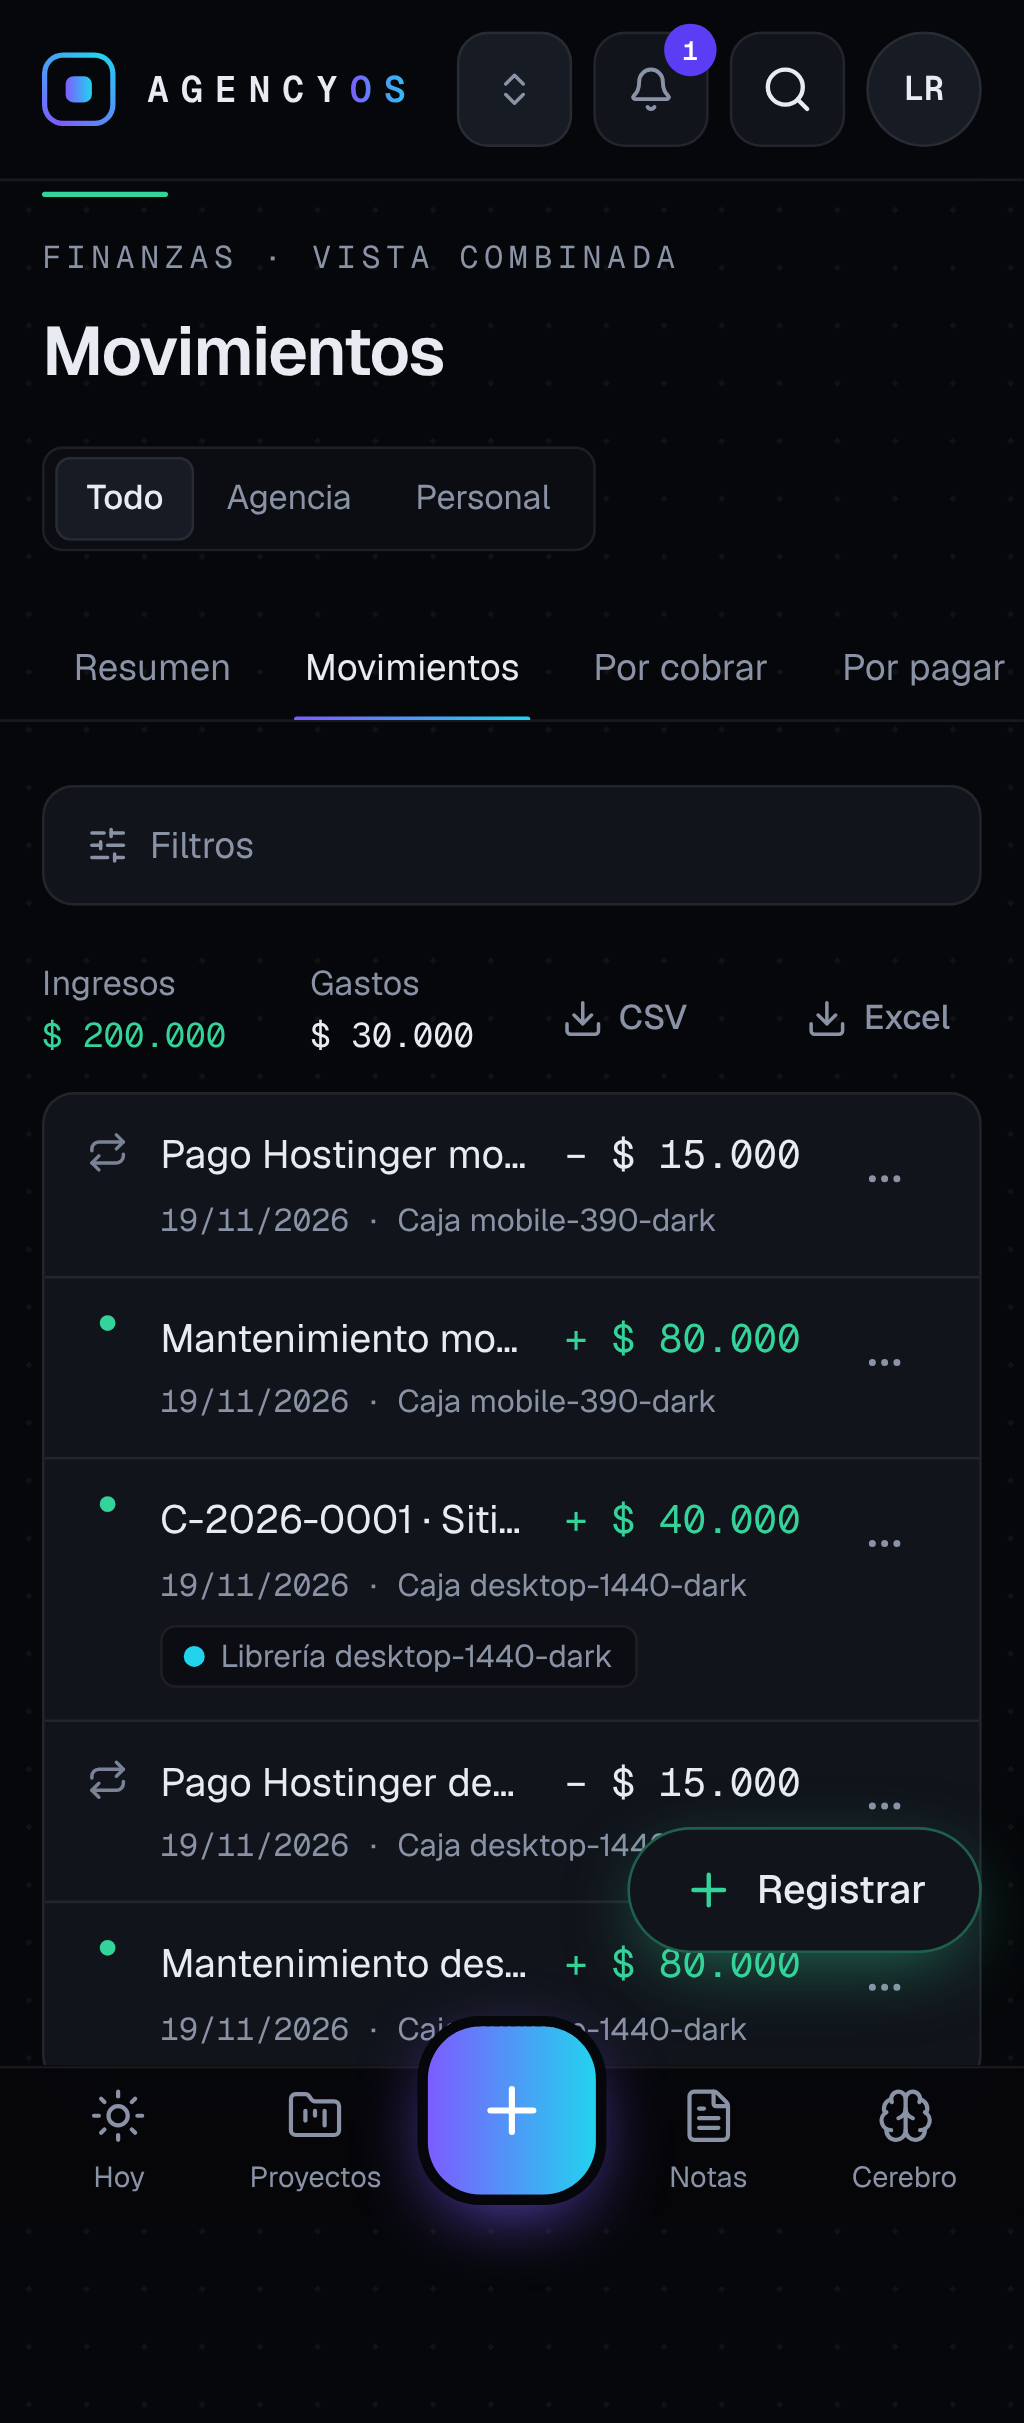 AGENCYOS
1
LR
FINANZAS · VISTA COMBINADA
Movimientos
Todo Agencia Personal
Resumen Movimientos Por cobrar Por pagar
Filtros
Ingresos Gastos
$ 200.000 $ 30.000 CSV Excel
Pago Hostinger mo... − $ 15.000
19/11/2026 · Caja mobile-390-dark
Mantenimiento mo... + $ 80.000
19/11/2026 · Caja mobile-390-dark
C-2026-0001 · Siti... + $ 40.000
19/11/2026 · Caja desktop-1440-dark
Librería desktop-1440-dark
Pago Hostinger de... − $ 15.000
19/11/2026 · Caja desktop-144
Registrar
Mantenimiento des... + $ 80.000
19/11/2026 · -1440-dark
Hoy Proyectos Notas Cerebro